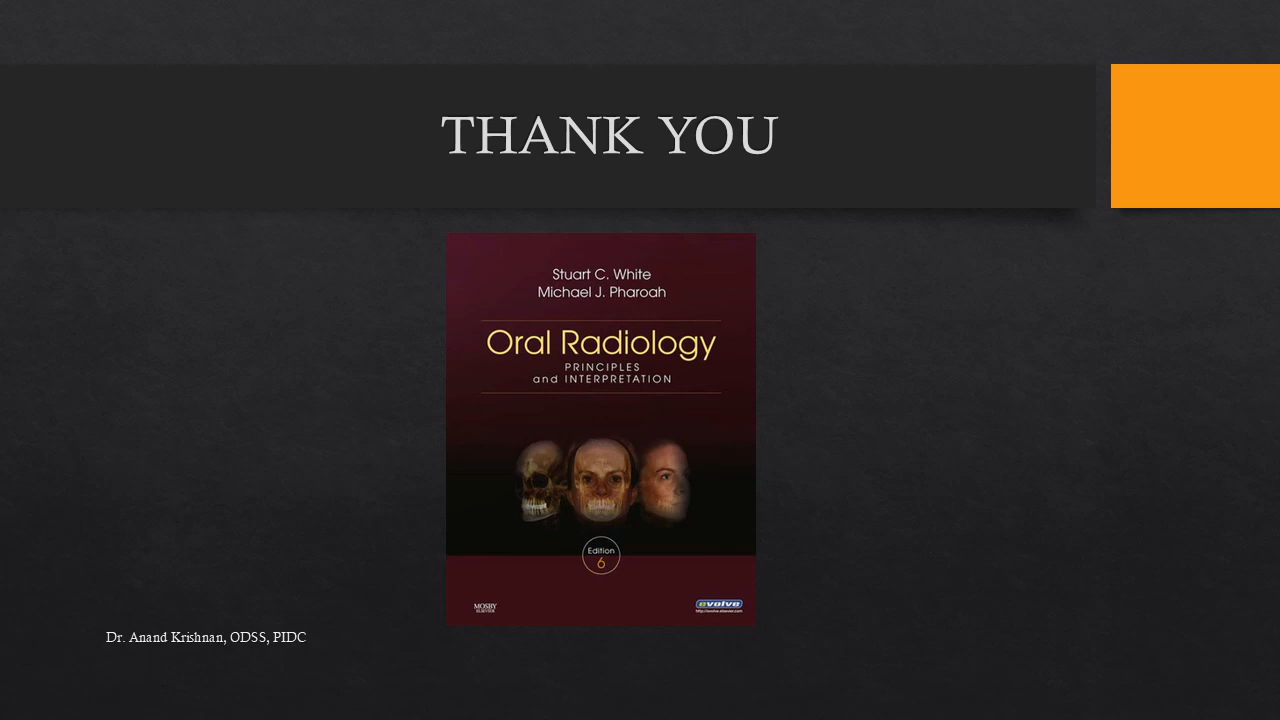 THANK YOU
Stuart C. White
Michael J. Pharoah
Oral Radiology
PRINCIPLES
and INTERPRETATION
Edition
6
MOSBY
ELSEVIER
evolve
http://evolve.elsevier.com
Dr. Anand Krishnan, ODSS, PIDC